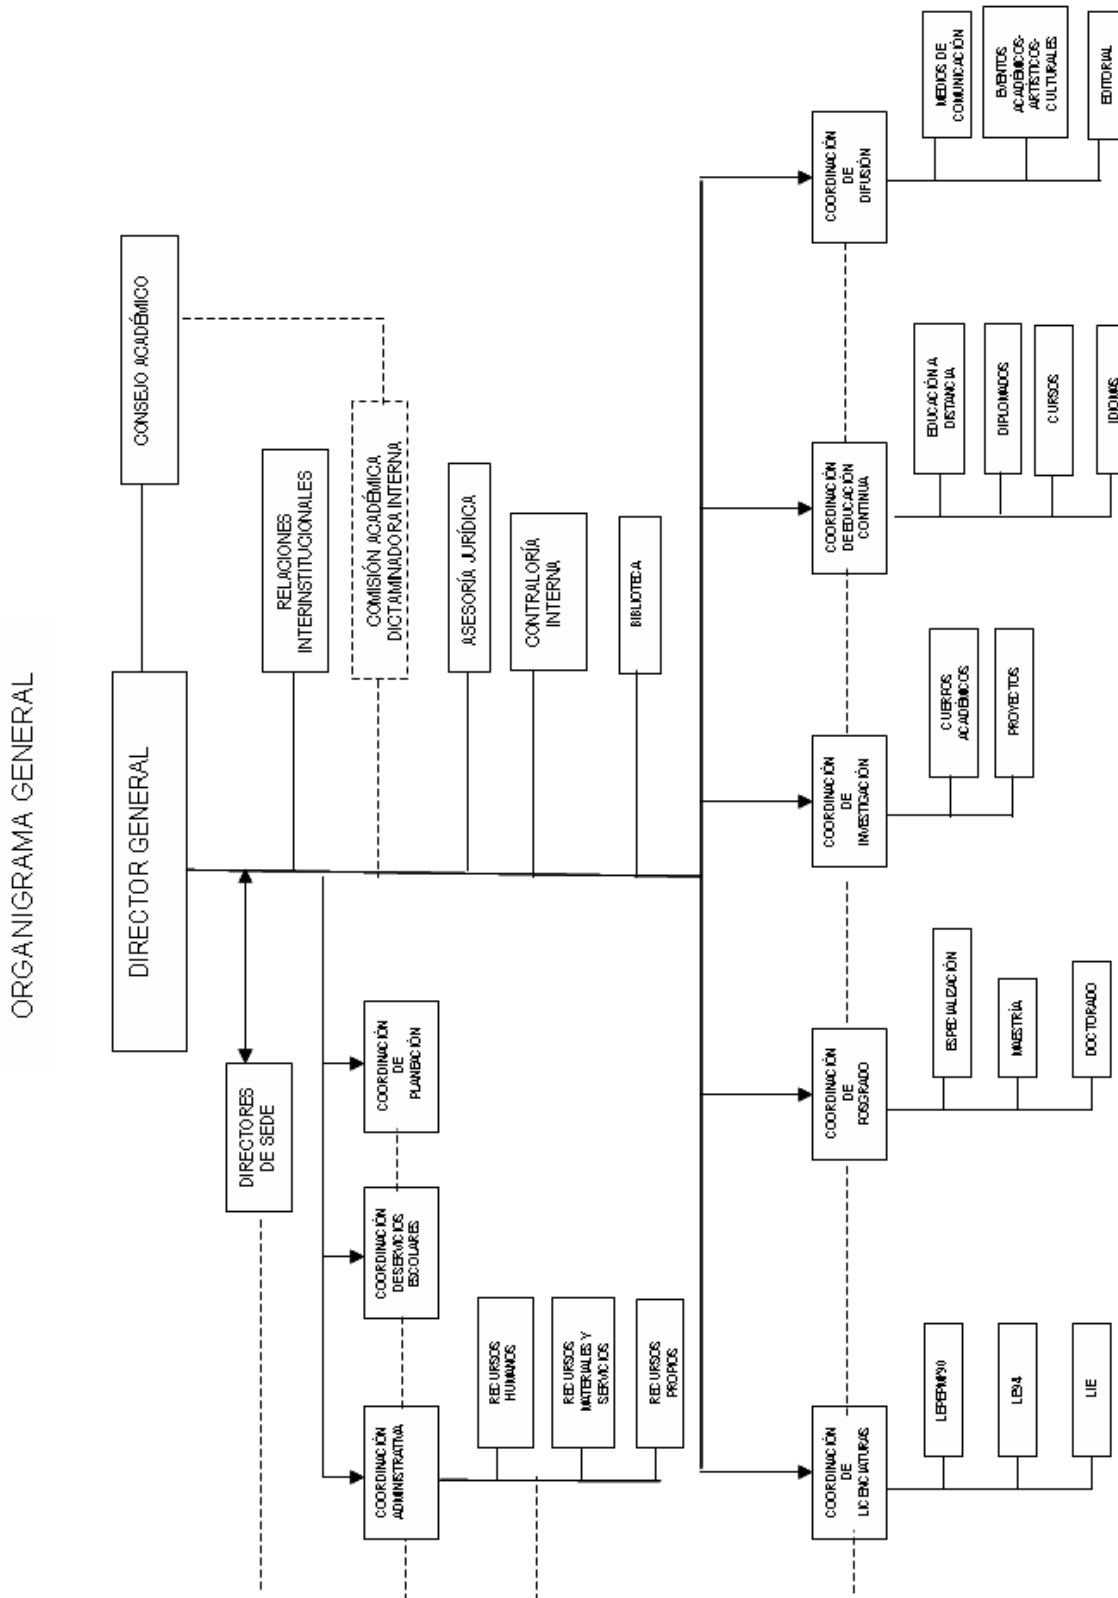 ORGANIGRAMA GENERAL
DIRECTOR GENERAL
CONSEJO ACADÉMICO
DIRECTORES
DE SEDE
RELACIONES
INTERINSTITUCIONALES
COMISIÓN ACADÉMICA
DICTAMINADORA INTERNA
ASESORÍA JURÍDICA
CONTRALORÍA
INTERNA
BIBLIOTECA
COORDINACIÓN
ADMINISTRATIVA
COORDINACIÓN
DE SERVICIOS
ESCOLARES
COORDINACIÓN
DE
PLANEACIÓN
RECURSOS
HUMANOS
RECURSOS
MATERIALES Y
SERVICIOS
RECURSOS
PROPIOS
COORDINACIÓN
DE
LICENCIATURAS
COORDINACIÓN
DE
POSGRADO
COORDINACIÓN
DE
INVESTIGACIÓN
COORDINACIÓN
DE EDUCACIÓN
CONTINUA
COORDINACIÓN
DE
DIFUSIÓN
LEPEPMI90
LE94
LIE
ESPECIALIZACIÓN
MAESTRÍA
DOCTORADO
CUERPOS
ACADÉMICOS
PROYECTOS
EDUCACIÓN A
DISTANCIA
DIPLOMADOS
CURSOS
IDIOMAS
MEDIOS DE
COMUNICACIÓN
EVENTOS
ACADÉMICOS-
ARTÍSTICOS-
CULTURALES
EDITORIAL